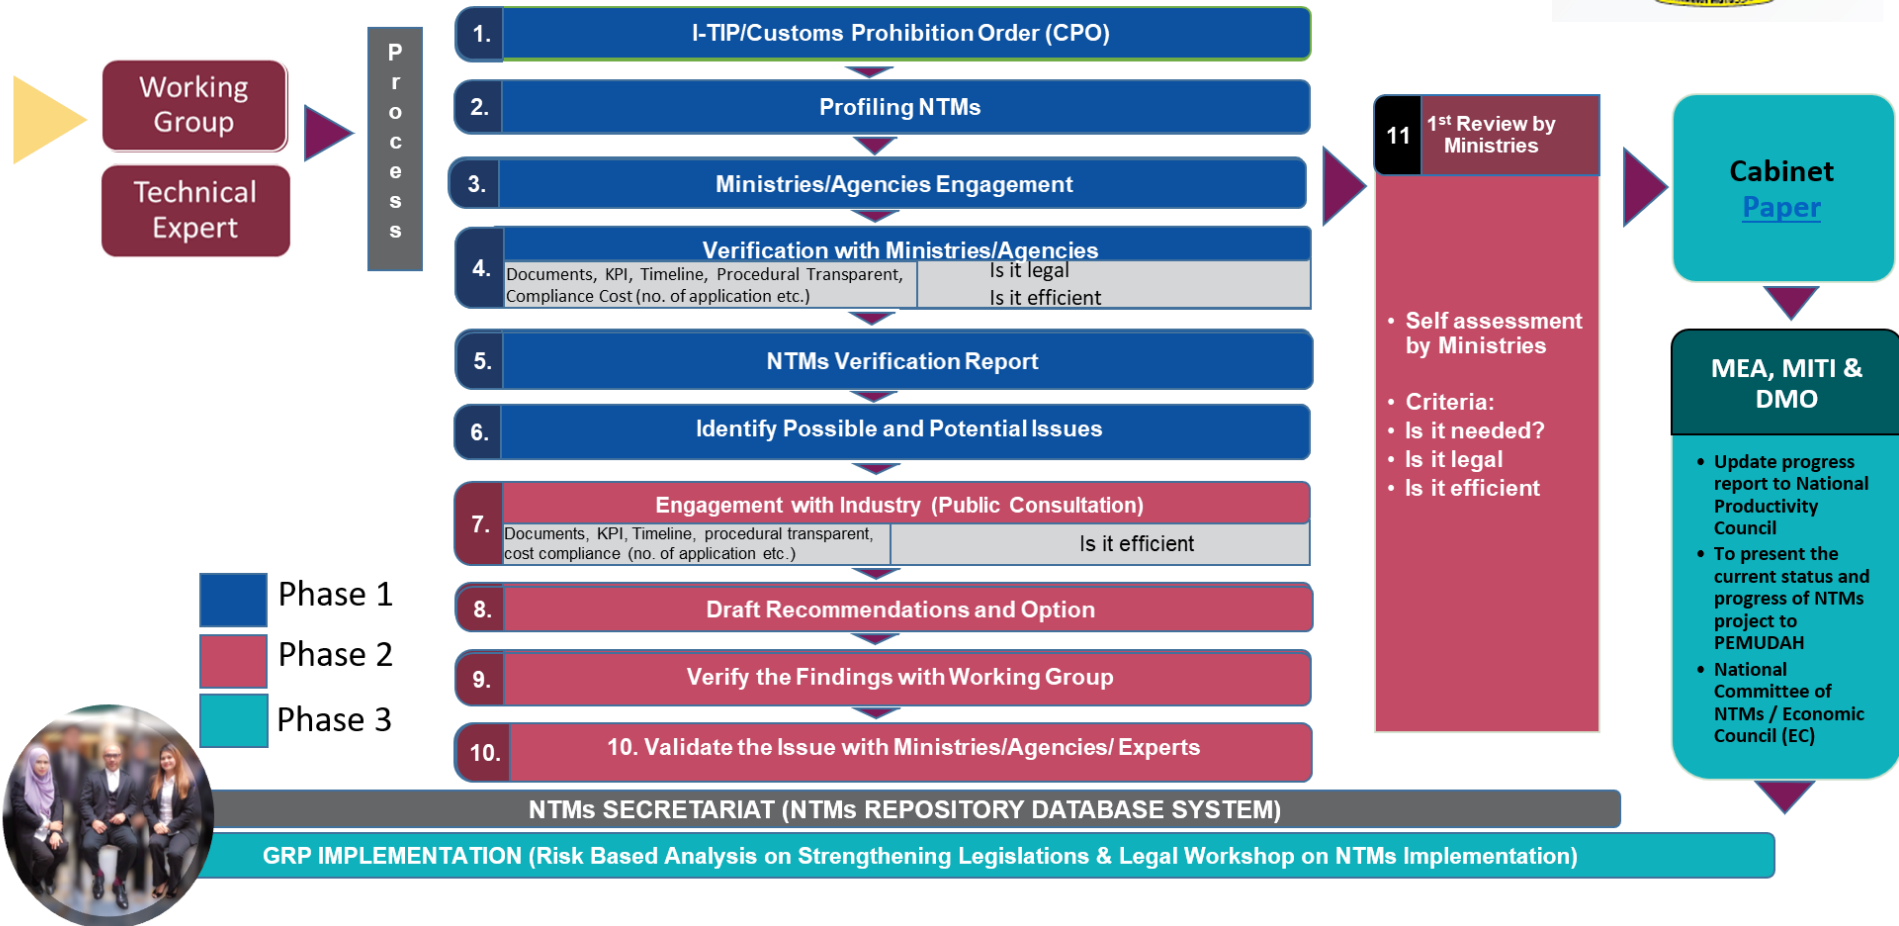 Working
Group
Technical
Expert
Process
1.
I-TIP/Customs Prohibition Order (CPO)
2.
Profiling NTMs
3.
Ministries/Agencies Engagement
4.
Verification with Ministries/Agencies
Documents, KPI, Timeline, Procedural Transparent,
Compliance Cost (no. of application etc.)
Is it legal
Is it efficient
5.
NTMs Verification Report
6.
Identify Possible and Potential Issues
7.
Engagement with Industry (Public Consultation)
Documents, KPI, Timeline, procedural transparent,
cost compliance (no. of application etc.)
Is it efficient
8.
Draft Recommendations and Option
9.
Verify the Findings with Working Group
10.
10. Validate the Issue with Ministries/Agencies/ Experts
11
1st Review by
Ministries
• Self assessment
by Ministries
• Criteria:
• Is it needed?
• Is it legal
• Is it efficient
Cabinet
Paper
MEA, MITI &
DMO
• Update progress
report to National
Productivity
Council
• To present the
current status and
progress of NTMs
project to
PEMUDAH
• National
Committee of
NTMs / Economic
Council (EC)
Phase 1
Phase 2
Phase 3
NTMs SECRETARIAT (NTMs REPOSITORY DATABASE SYSTEM)
GRP IMPLEMENTATION (Risk Based Analysis on Strengthening Legislations & Legal Workshop on NTMs Implementation)